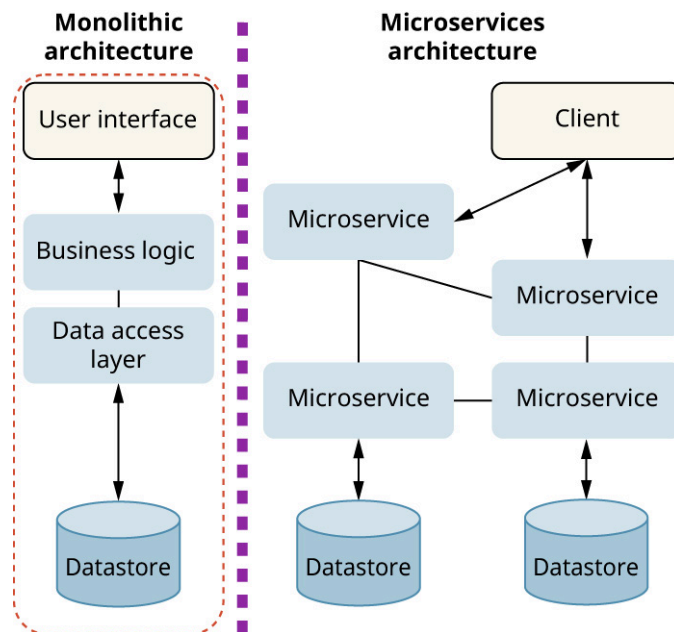 Monolithic
architecture
User interface
Business logic
Data access
layer
Datastore
Microservices
architecture
Client
Microservice
Microservice
Microservice
Microservice
Datastore
Datastore